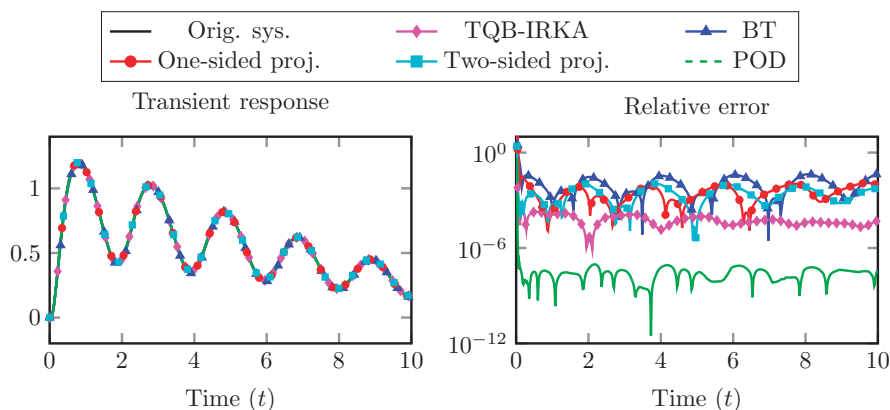 Orig. sys. TQB-IRKA BT
One-sided proj. Two-sided proj. POD
Transient response
1
0.5
0
0 2 4 6 8 10
Time (t)
Relative error
10^0
10^−6
10^−12
0 2 4 6 8 10
Time (t)